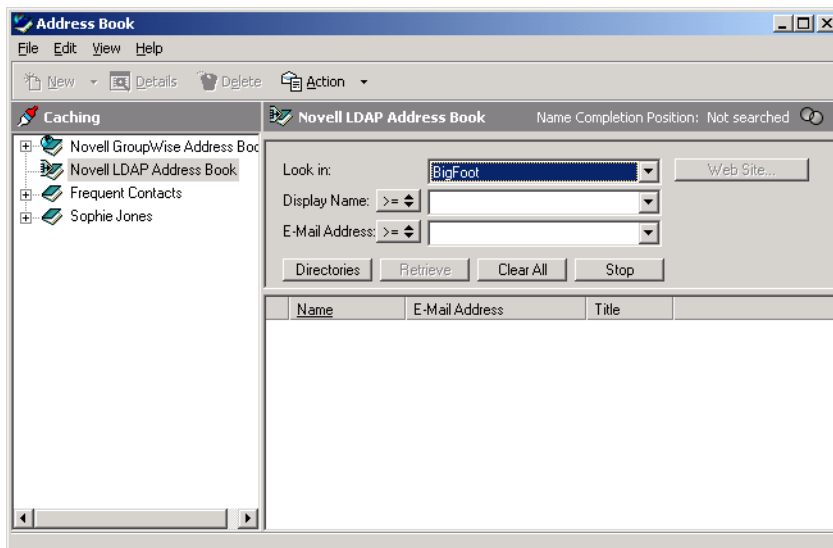 Address Book
File Edit View Help
New Details Delete Action
Caching
Novell LDAP Address Book Name Completion Position: Not searched
Novell GroupWise Address Boo
Novell LDAP Address Book
Frequent Contacts
Sophie Jones
Look in: BigFoot Web Site...
Display Name: >=
E-Mail Address: >=
Directories Retrieve Clear All Stop
Name E-Mail Address Title